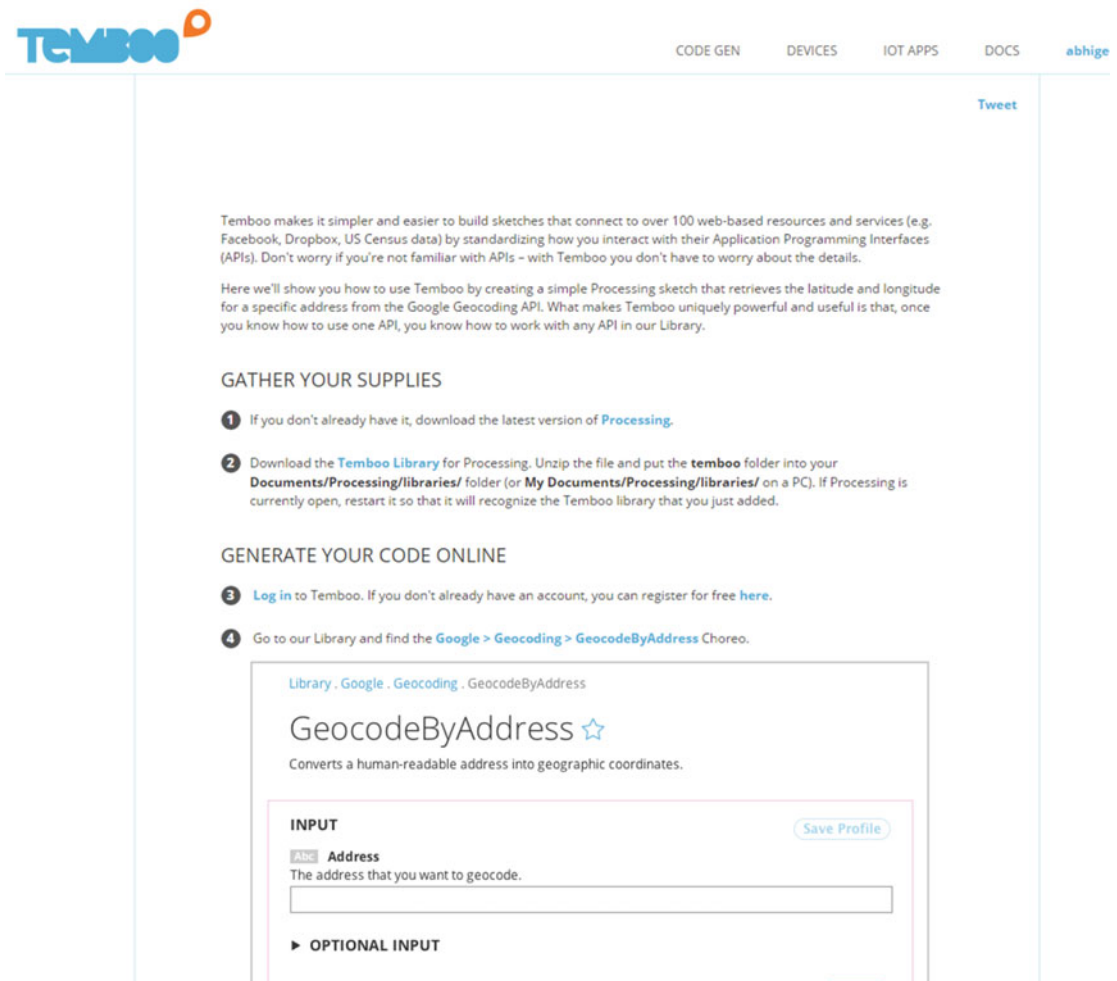 TEMBOO
CODE GEN DEVICES IOT APPS DOCS abhige
Tweet
Temboo makes it simpler and easier to build sketches that connect to over 100 web-based resources and services (e.g.
Facebook, Dropbox, US Census data) by standardizing how you interact with their Application Programming Interfaces
(APIs). Don't worry if you're not familiar with APIs – with Temboo you don't have to worry about the details.
Here we'll show you how to use Temboo by creating a simple Processing sketch that retrieves the latitude and longitude
for a specific address from the Google Geocoding API. What makes Temboo uniquely powerful and useful is that, once
you know how to use one API, you know how to work with any API in our Library.
GATHER YOUR SUPPLIES
1 If you don't already have it, download the latest version of Processing.
2 Download the Temboo Library for Processing. Unzip the file and put the temboo folder into your
Documents/Processing/libraries/ folder (or My Documents/Processing/libraries/ on a PC). If Processing is
currently open, restart it so that it will recognize the Temboo library that you just added.
GENERATE YOUR CODE ONLINE
3 Log in to Temboo. If you don't already have an account, you can register for free here.
4 Go to our Library and find the Google > Geocoding > GeocodeByAddress Choreo.
Library . Google . Geocoding . GeocodeByAddress
GeocodeByAddress
Converts a human-readable address into geographic coordinates.
INPUT Save Profile
Abc Address
The address that you want to geocode.
OPTIONAL INPUT